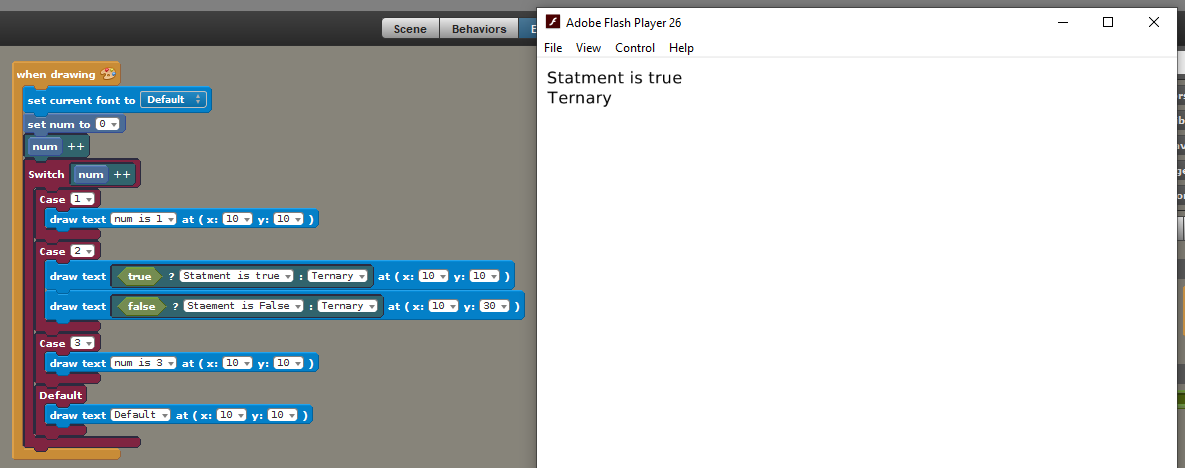 Scene Behaviors E
when drawing
set current font to Default
set num to 0
num ++
Switch num ++
Case 1
draw text num is 1 at ( x: 10 y: 10 )
Case 2
draw text true ? Statment is true : Ternary at ( x: 10 y: 10 )
draw text false ? Staement is False : Ternary at ( x: 10 y: 30 )
Case 3
draw text num is 3 at ( x: 10 y: 10 )
Default
draw text Default at ( x: 10 y: 10 )
Adobe Flash Player 26
File View Control Help
Statment is true
Ternary